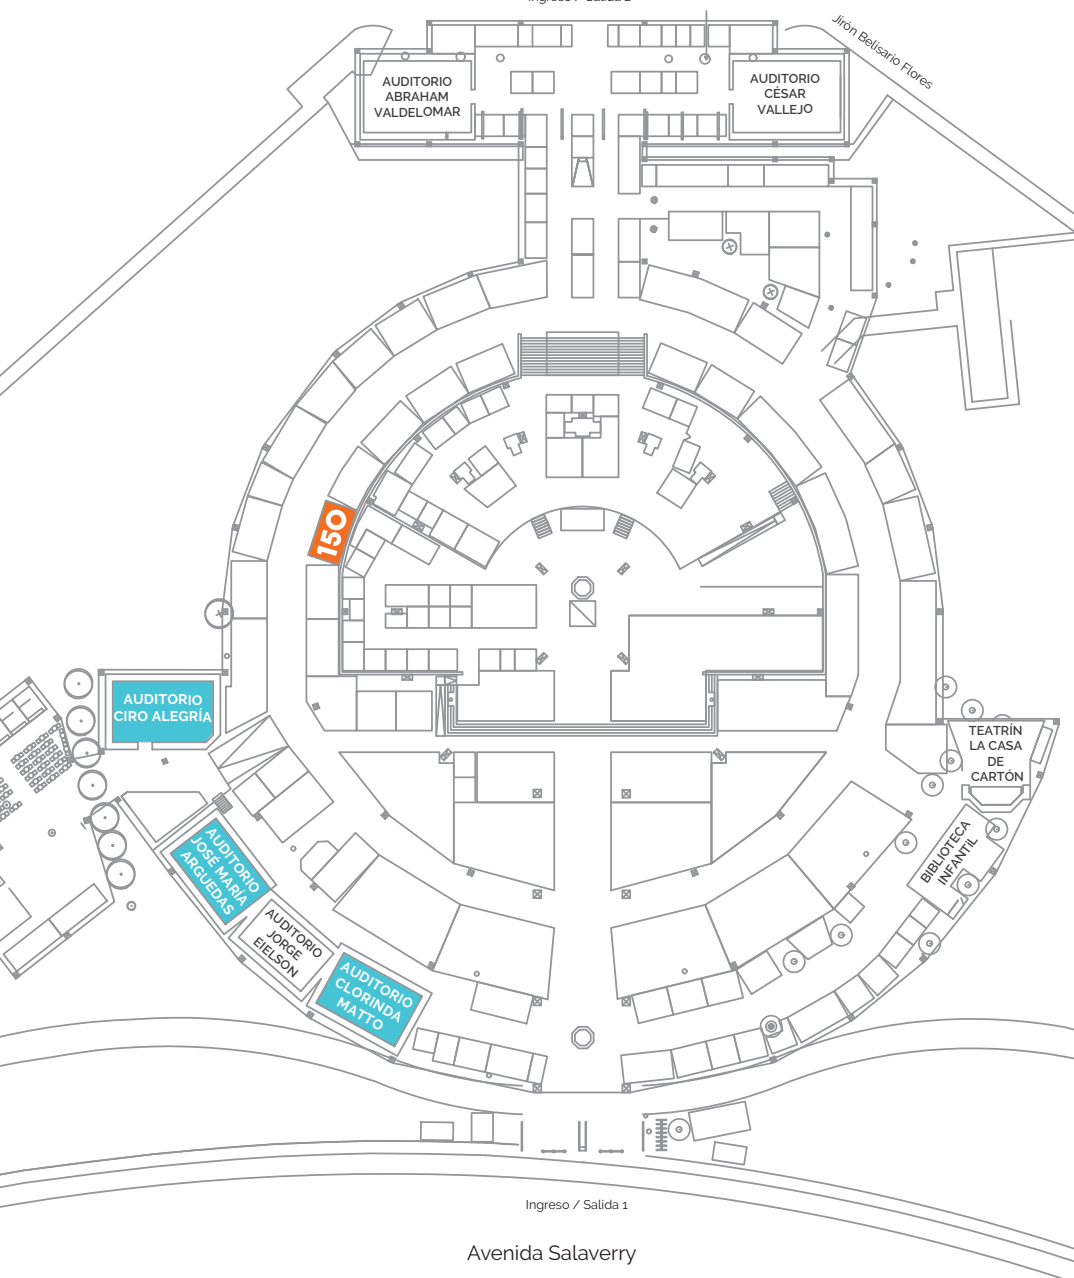 Jirón Belisario Flores
AUDITORIO
ABRAHAM
VALDELOMAR
AUDITORIO
CÉSAR
VALLEJO
150
AUDITORIO
CIRO ALEGRÍA
TEATRÍN
LA CASA
DE
CARTÓN
BIBLIOTECA
INFANTIL
AUDITORIO
JOSÉ MARÍA
ARGUEDAS
AUDITORIO
JORGE
EIELSON
AUDITORIO
CLORINDA
MATTO
Ingreso / Salida 1
Avenida Salaverry